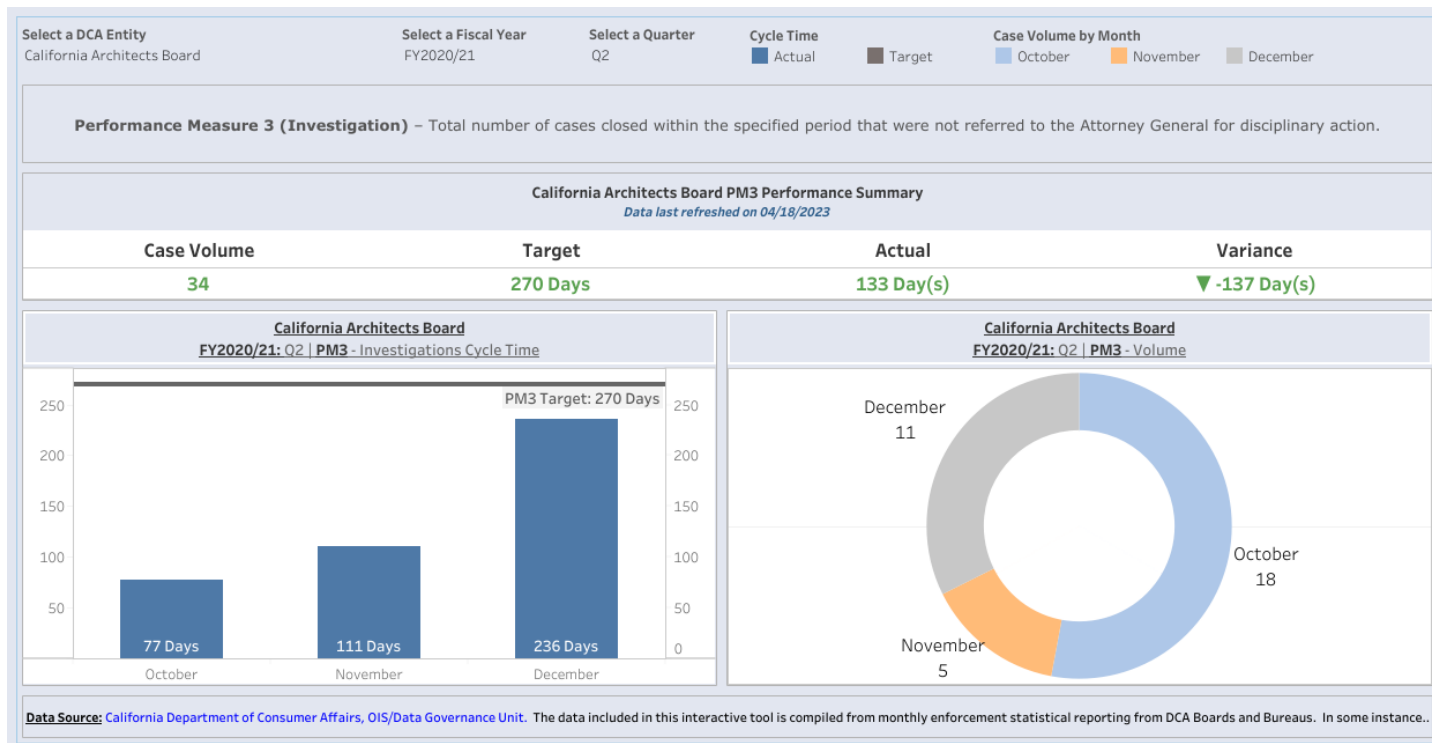 Select a DCA Entity
California Architects Board
Select a Fiscal Year
FY2020/21
Select a Quarter
Q2
Cycle Time
Actual
Target
Case Volume by Month
October
November
December
Performance Measure 3 (Investigation) – Total number of cases closed within the specified period that were not referred to the Attorney General for disciplinary action.
California Architects Board PM3 Performance Summary
Data last refreshed on 04/18/2023
Case Volume
Target
Actual
Variance
34
270 Days
133 Day(s)
▼ -137 Day(s)
California Architects Board
FY2020/21: Q2 | PM3 - Investigations Cycle Time
PM3 Target: 270 Days
250
200
150
100
50
250
200
150
100
50
0
77 Days
111 Days
236 Days
October
November
December
California Architects Board
FY2020/21: Q2 | PM3 - Volume
December
11
October
18
November
5
Data Source: California Department of Consumer Affairs, OIS/Data Governance Unit. The data included in this interactive tool is compiled from monthly enforcement statistical reporting from DCA Boards and Bureaus. In some instance..